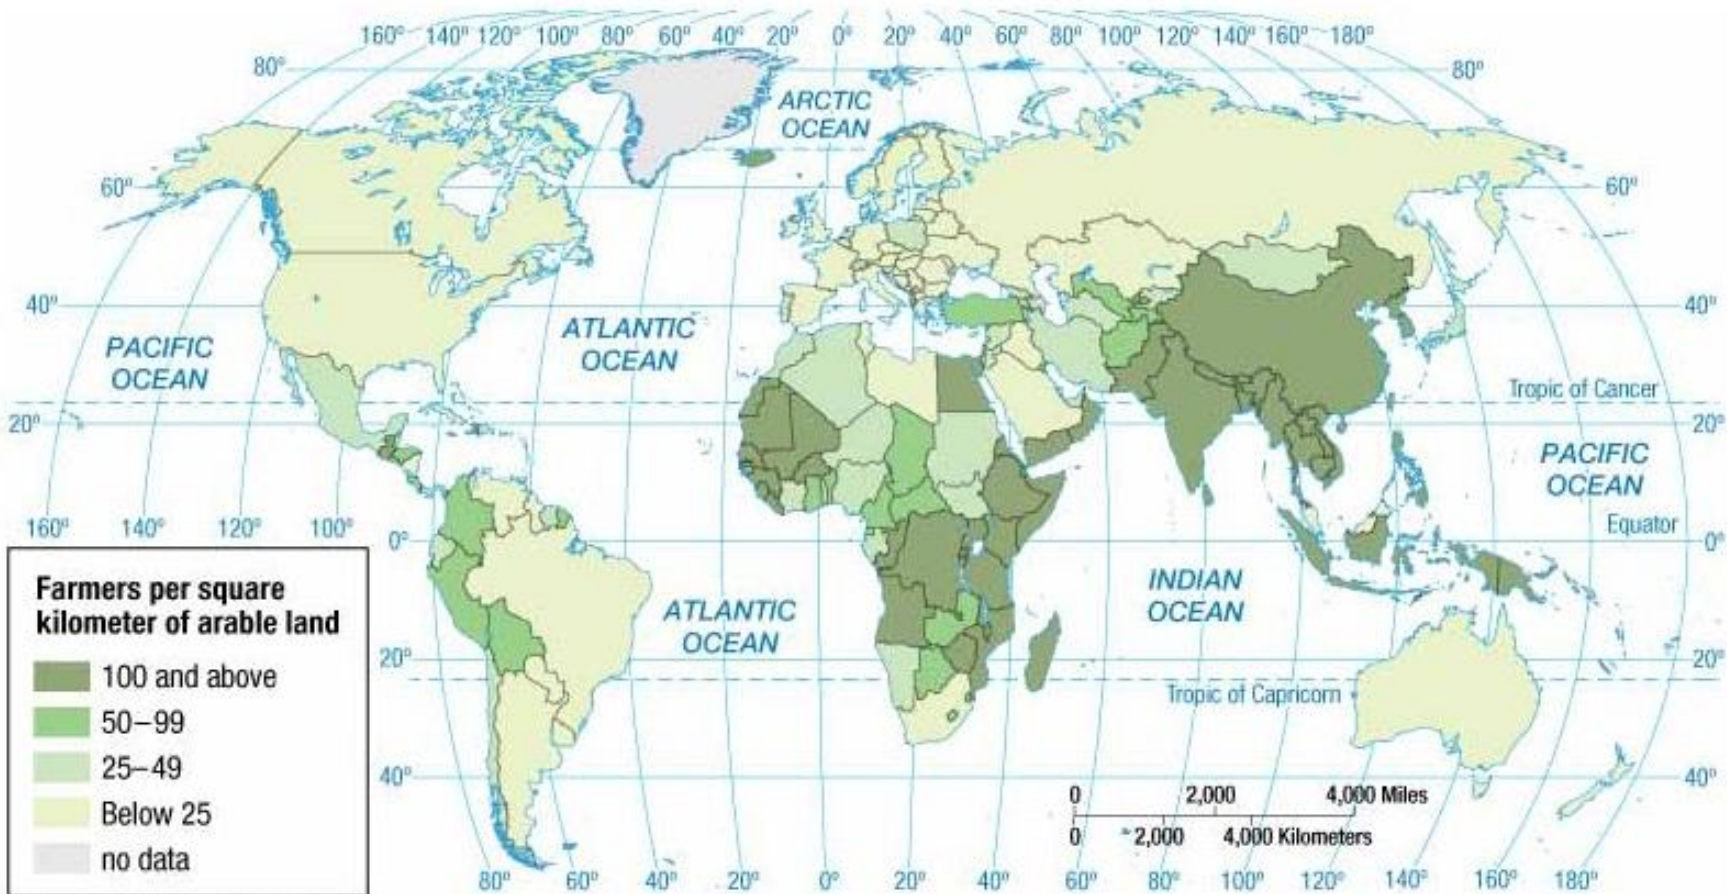 160° 140° 120° 100° 80° 60° 40° 20° 0° 20° 40° 60° 80° 100° 120° 140° 160° 180°
80° 80°
ARCTIC
OCEAN
60° 60°
40° 40°
PACIFIC
OCEAN
ATLANTIC
OCEAN
Tropic of Cancer
20° 20°
PACIFIC
OCEAN
160° 140° 120° 100°
Equator
0° 0°
Farmers per square
kilometer of arable land
100 and above
50–99
25–49
Below 25
no data
ATLANTIC
OCEAN
INDIAN
OCEAN
20° 20°
Tropic of Capricorn
40° 40°
0 2,000 4,000 Miles
0 2,000 4,000 Kilometers
80° 60° 40° 20° 0° 20° 40° 60° 80° 100° 120° 140° 160° 180°